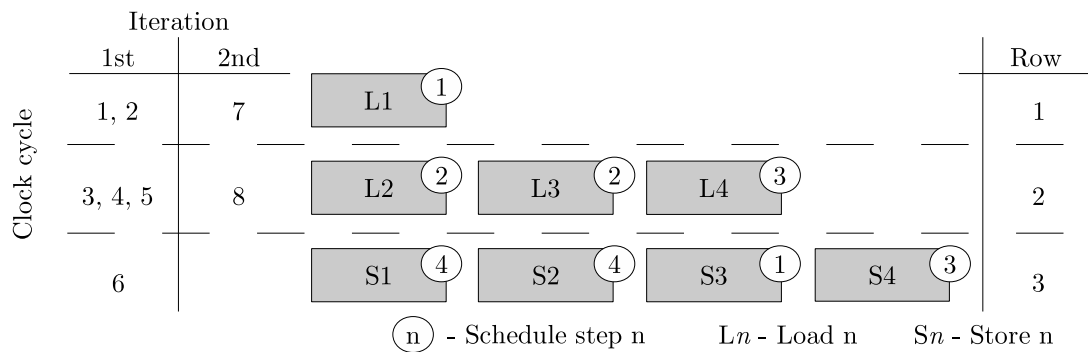 Iteration
1st 2nd Row
Clock cycle
1, 2 7 L1 1 1
3, 4, 5 8 L2 2 L3 2 L4 3 2
6 S1 4 S2 4 S3 1 S4 3 3
n - Schedule step n Ln - Load n Sn - Store n